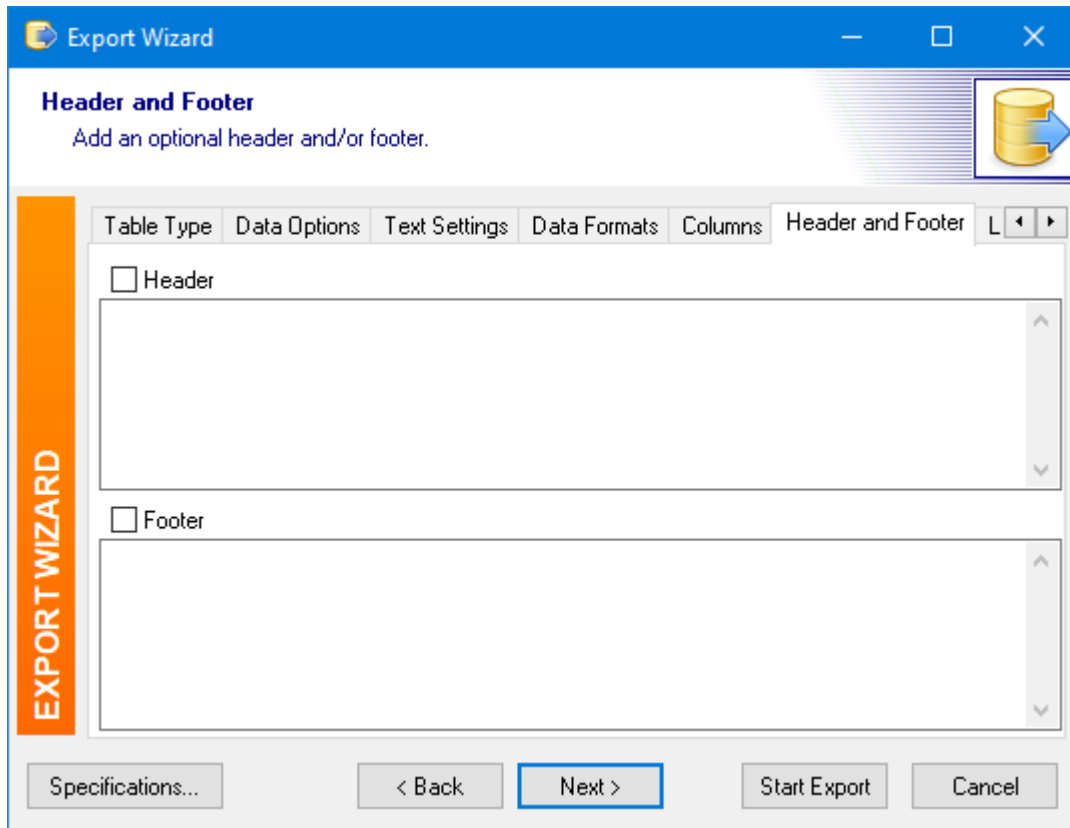 Export Wizard
Header and Footer
Add an optional header and/or footer.
Table Type Data Options Text Settings Data Formats Columns Header and Footer L
Header
Footer
EXPORT WIZARD
Specifications... < Back Next > Start Export Cancel